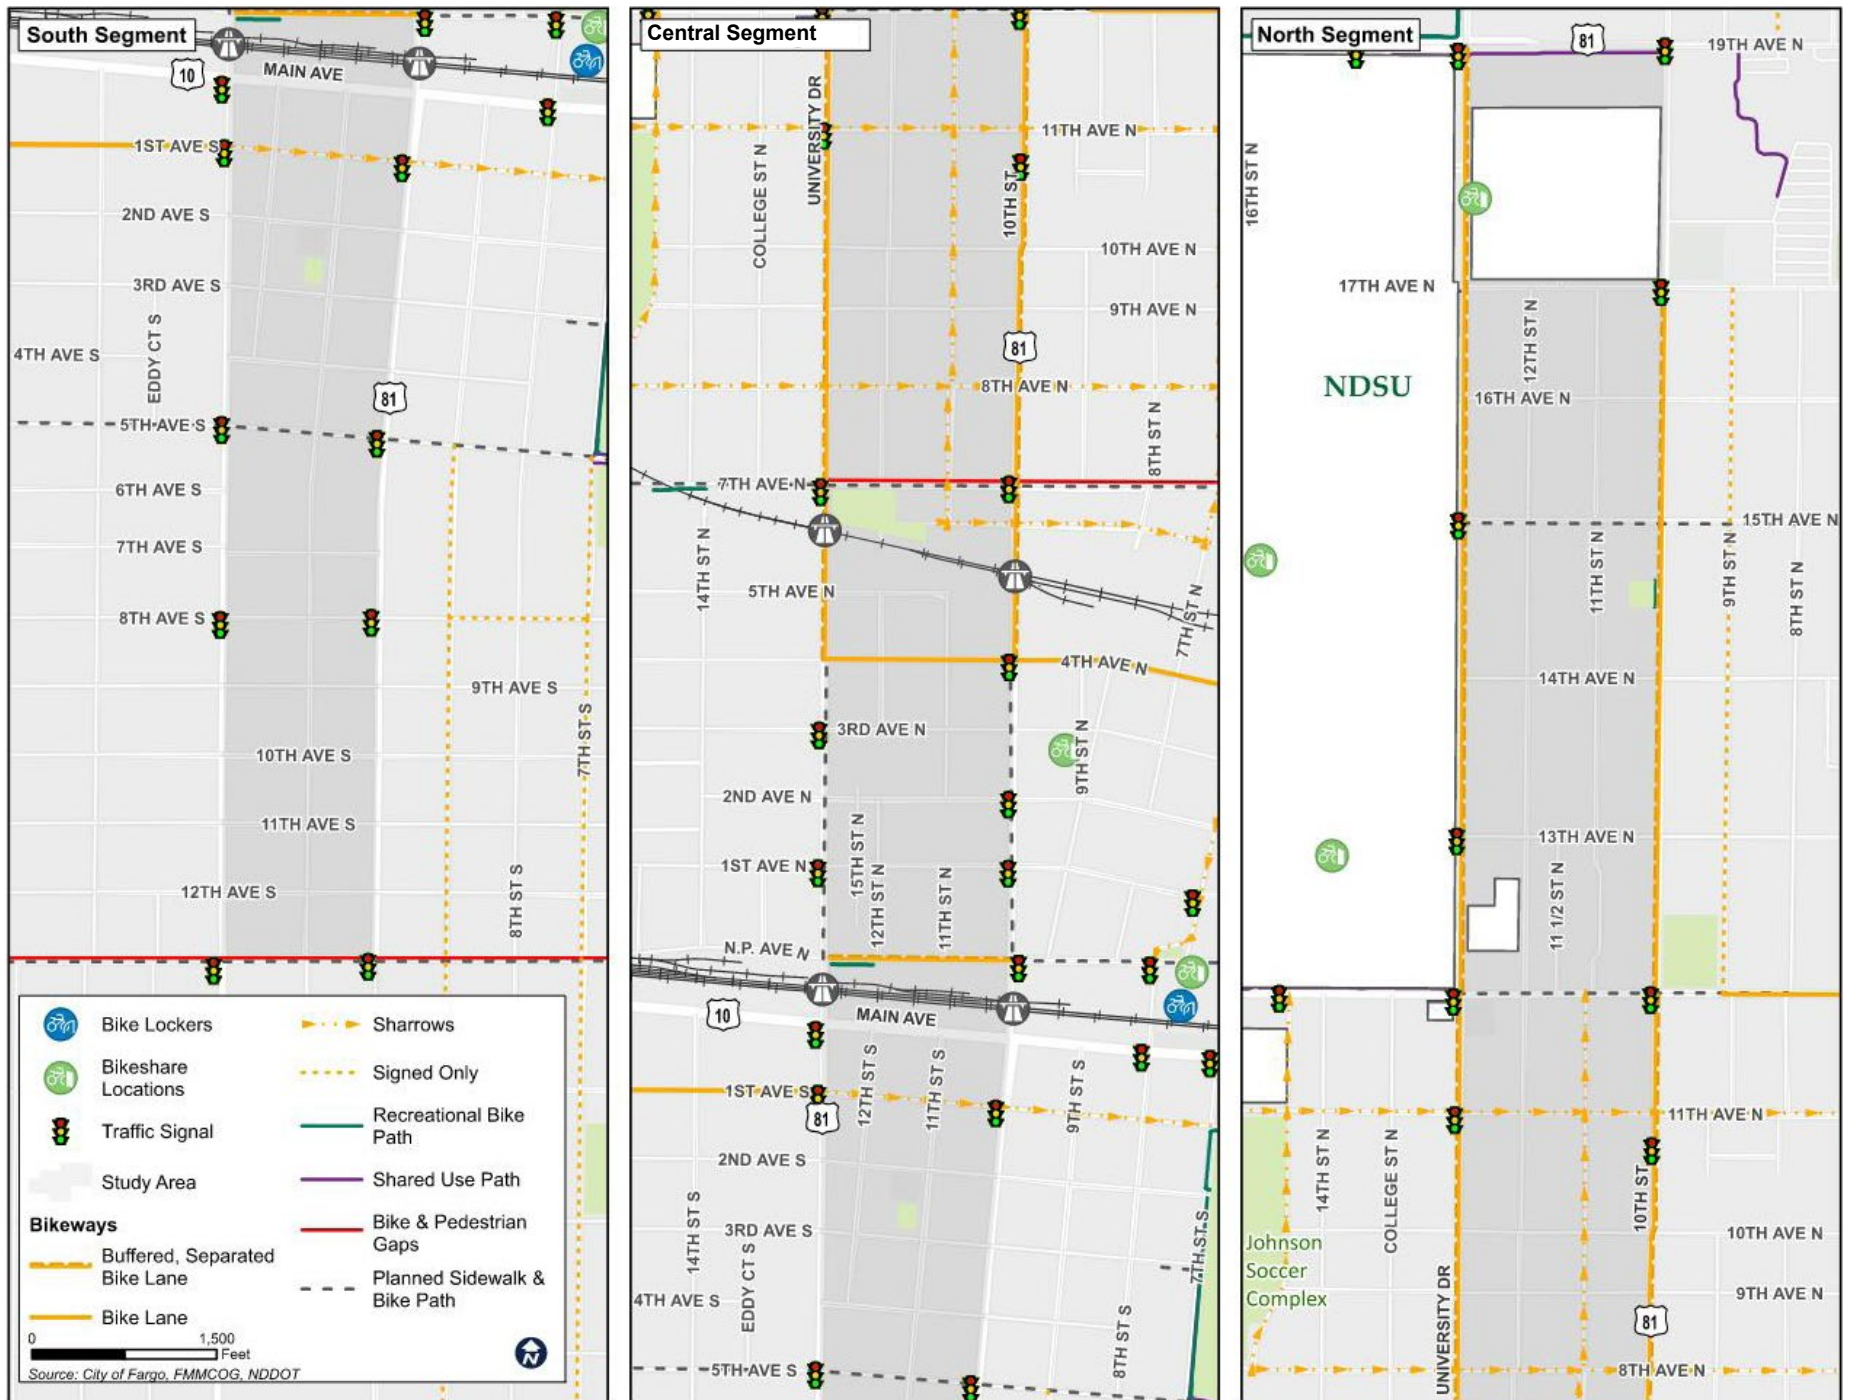 South Segment
10
MAIN AVE
1ST AVE S
2ND AVE S
3RD AVE S
EDDY CT S
4TH AVE S
81
5TH AVE S
6TH AVE S
7TH AVE S
8TH AVE S
9TH AVE S
7TH ST S
10TH AVE S
11TH AVE S
12TH AVE S
8TH ST S
Bike Lockers
Bikeshare
Locations
Traffic Signal
Study Area
Bikeways
Buffered, Separated
Bike Lane
Bike Lane
Sharrows
Signed Only
Recreational Bike
Path
Shared Use Path
Bike & Pedestrian
Gaps
Planned Sidewalk &
Bike Path
0
1,500
Feet
N
Source: City of Fargo, FMMCOG, NDDOT
Central Segment
UNIVERSITY DR
11TH AVE N
COLLEGE ST N
10TH ST
10TH AVE N
9TH AVE N
81
8TH AVE N
8TH ST N
7TH AVE N
14TH ST N
5TH AVE N
7TH ST N
4TH AVE N
3RD AVE N
9TH ST N
2ND AVE N
15TH ST N
1ST AVE N
12TH ST N
11TH ST N
N.P. AVE N
10
MAIN AVE
12TH ST S
11TH ST S
9TH ST S
1ST AVE S
81
2ND AVE S
14TH ST S
3RD AVE S
EDDY CT S
7TH ST S
4TH AVE S
8TH ST S
5TH AVE S
North Segment
81
19TH AVE N
16TH ST N
17TH AVE N
12TH ST N
NDSU
16TH AVE N
15TH AVE N
11TH ST N
9TH ST N
8TH ST N
14TH AVE N
13TH AVE N
11 1/2 ST N
11TH AVE N
14TH ST N
COLLEGE ST N
10TH ST
10TH AVE N
Johnson
Soccer
Complex
UNIVERSITY DR
9TH AVE N
81
8TH AVE N